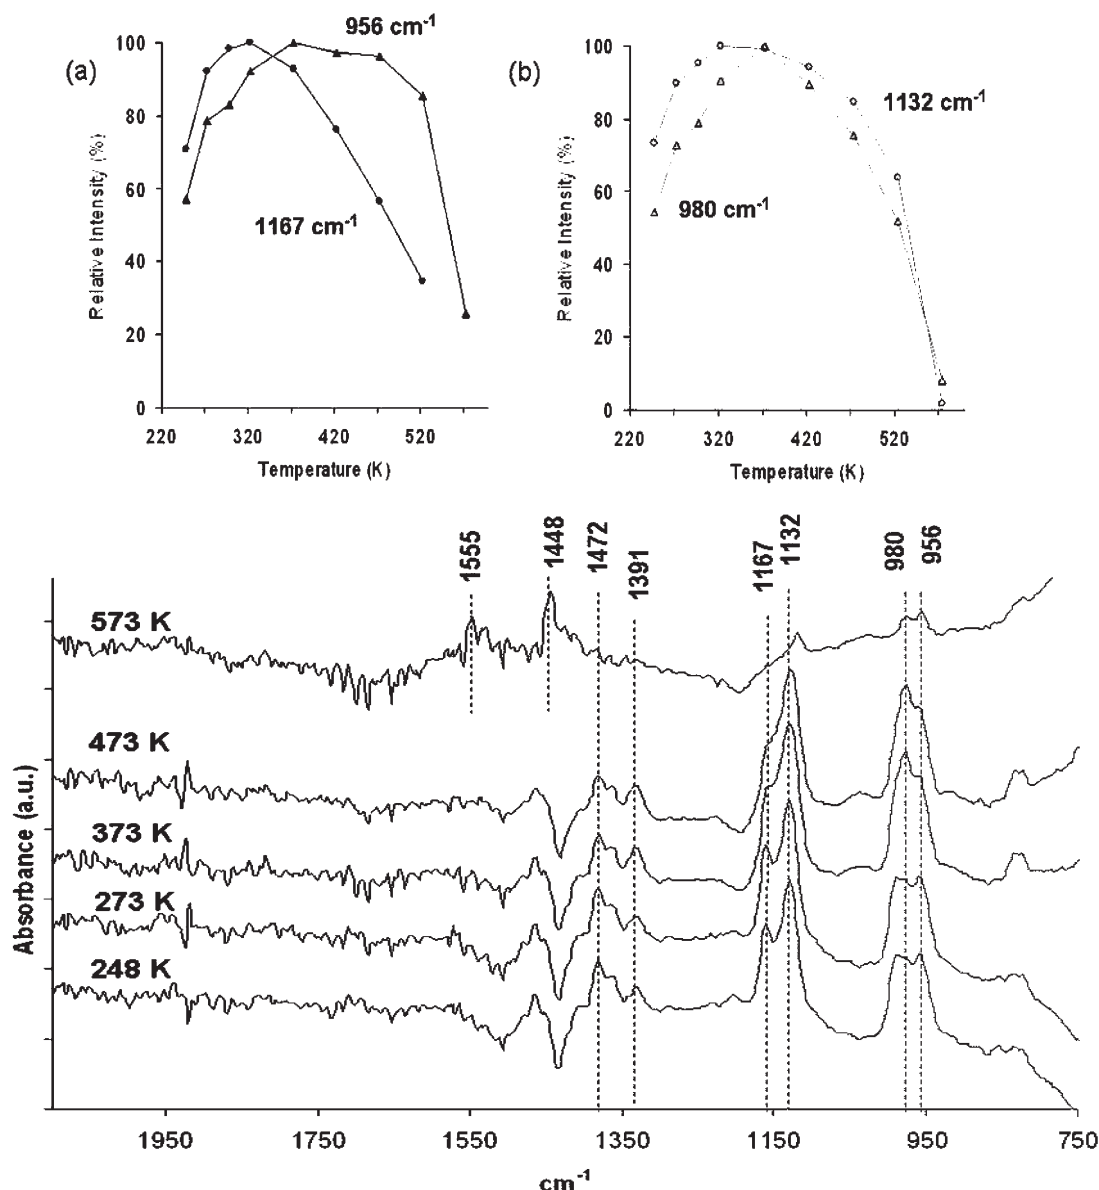 (a)
956 cm-1
1167 cm-1
Relative Intensity (%)
100
80
60
40
20
0
220 320 420 520
Temperature (K)
(b)
1132 cm-1
980 cm-1
Relative Intensity (%)
100
80
60
40
20
0
220 320 420 520
Temperature (K)
1555 1448 1472 1391 1167 1132 980 956
573 K
473 K
373 K
273 K
248 K
Absorbance (a.u.)
1950 1750 1550 1350 1150 950 750
cm-1